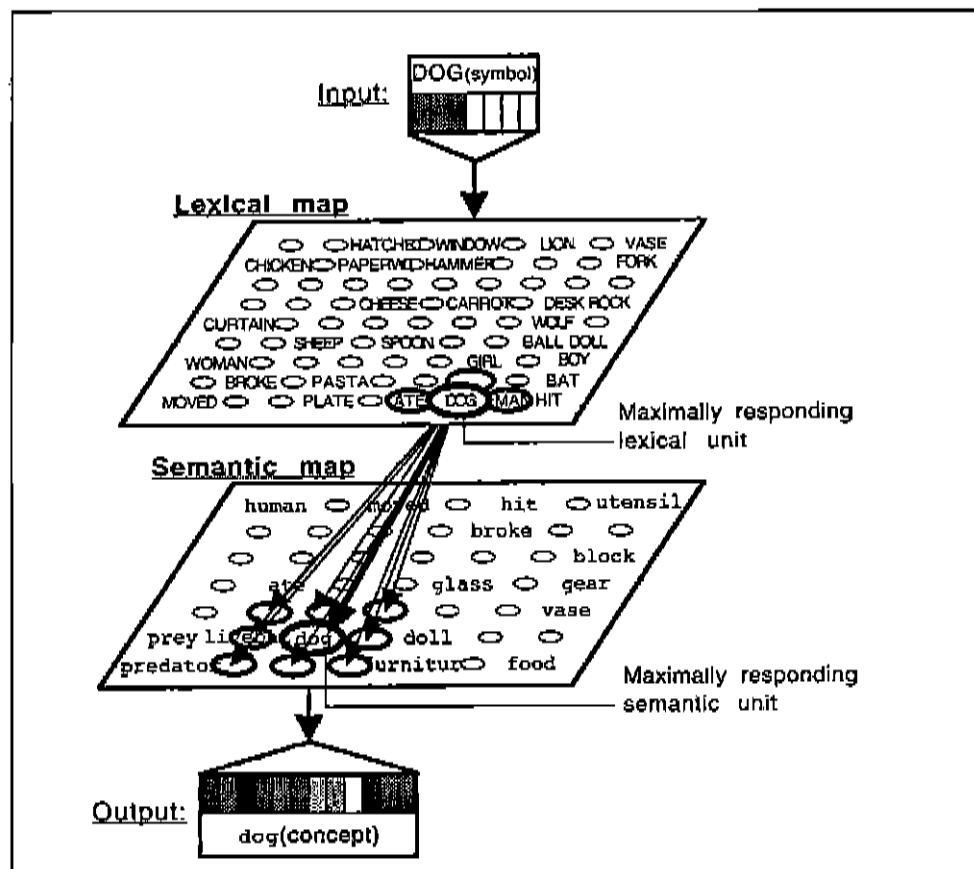 DOG(symbol)
Input:
Lexical map
HATCHE WINDOW LION VASE
CHICKEN PAPERW HAMMER FORK
CHEESE CARROT DESK ROCK
CURTAIN WOLF
SHEEP SPOON BALL DOLL
WOMAN GIRL BOY
BROKE PASTA BAT
MOVED PLATE ATE DOG MAN HIT
Maximally responding
lexical unit
Semantic map
human moved hit utensil
broke
block
ate glass gear
vase
prey dog doll
predator furnitur food
Maximally responding
semantic unit
Output:
dog(concept)